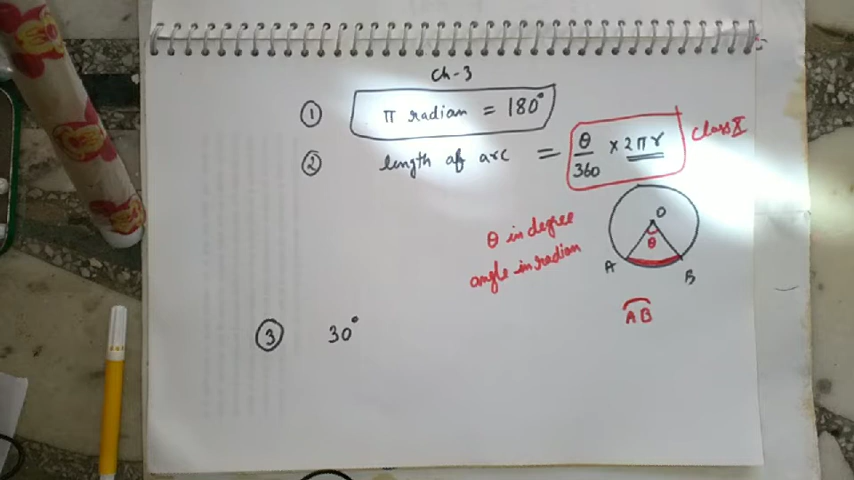 Ch-3
① π radian = 180°
② length of arc = θ/360 × 2πr
Class X
θ in degree
angle in radian
O
θ
A
B
AB
③ 30°